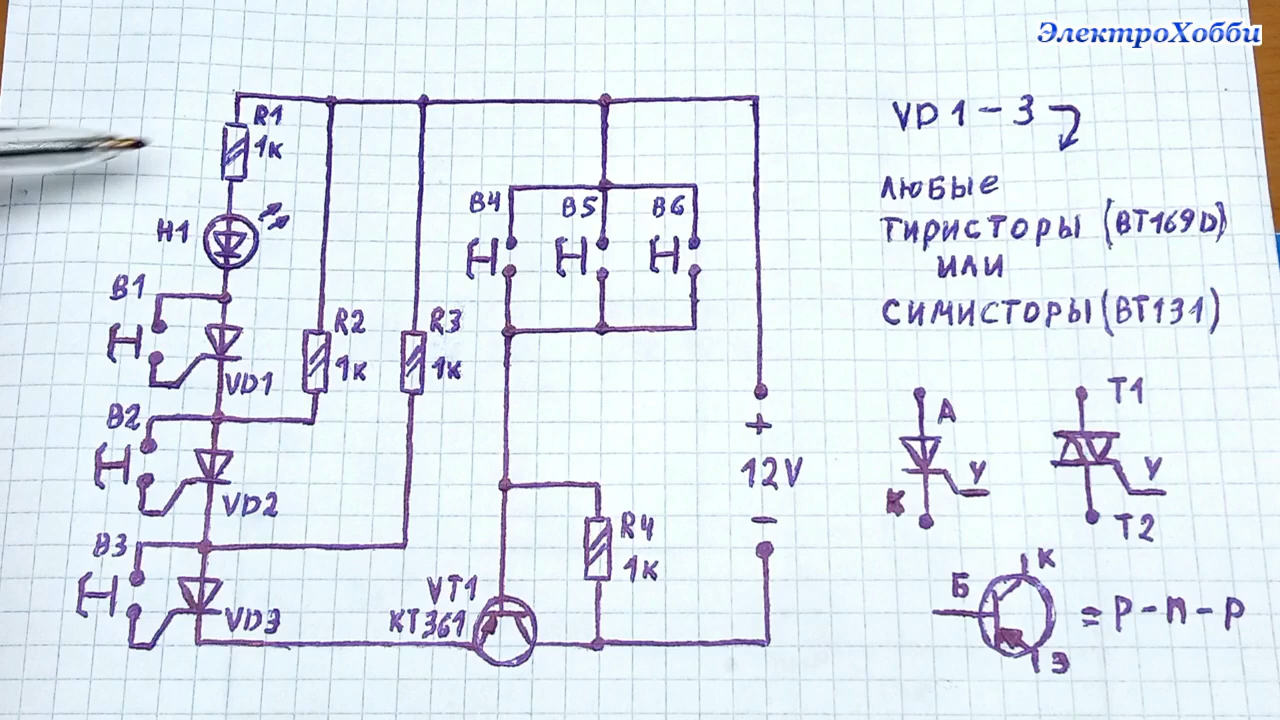 ЭлектроХобби
R1
1к
H1
B1
VD1
R2
1к
R3
1к
B2
VD2
B3
VD3
B4
B5
B6
VT1
КТ361
R4
1к
+
12V
−
VD1-3
ЛЮБЫЕ
ТИРИСТОРЫ (BT169D)
ИЛИ
СИМИСТОРЫ (BT131)
А
У
К
T1
У
T2
Б
К
Э
= P-n-P